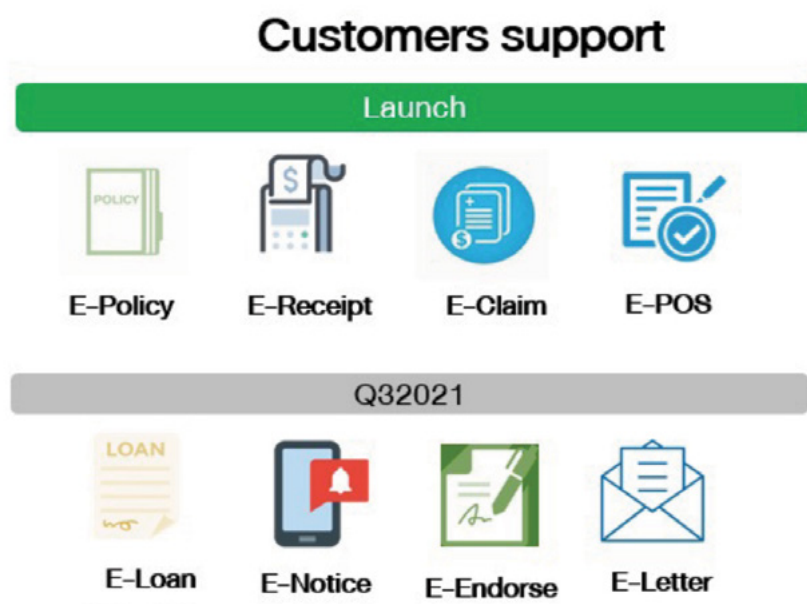 Customers support
Launch
POLICY
$
$
E-Policy
E-Receipt
E-Claim
E-POS
Q32021
LOAN
E-Loan
E-Notice
E-Endorse
E-Letter